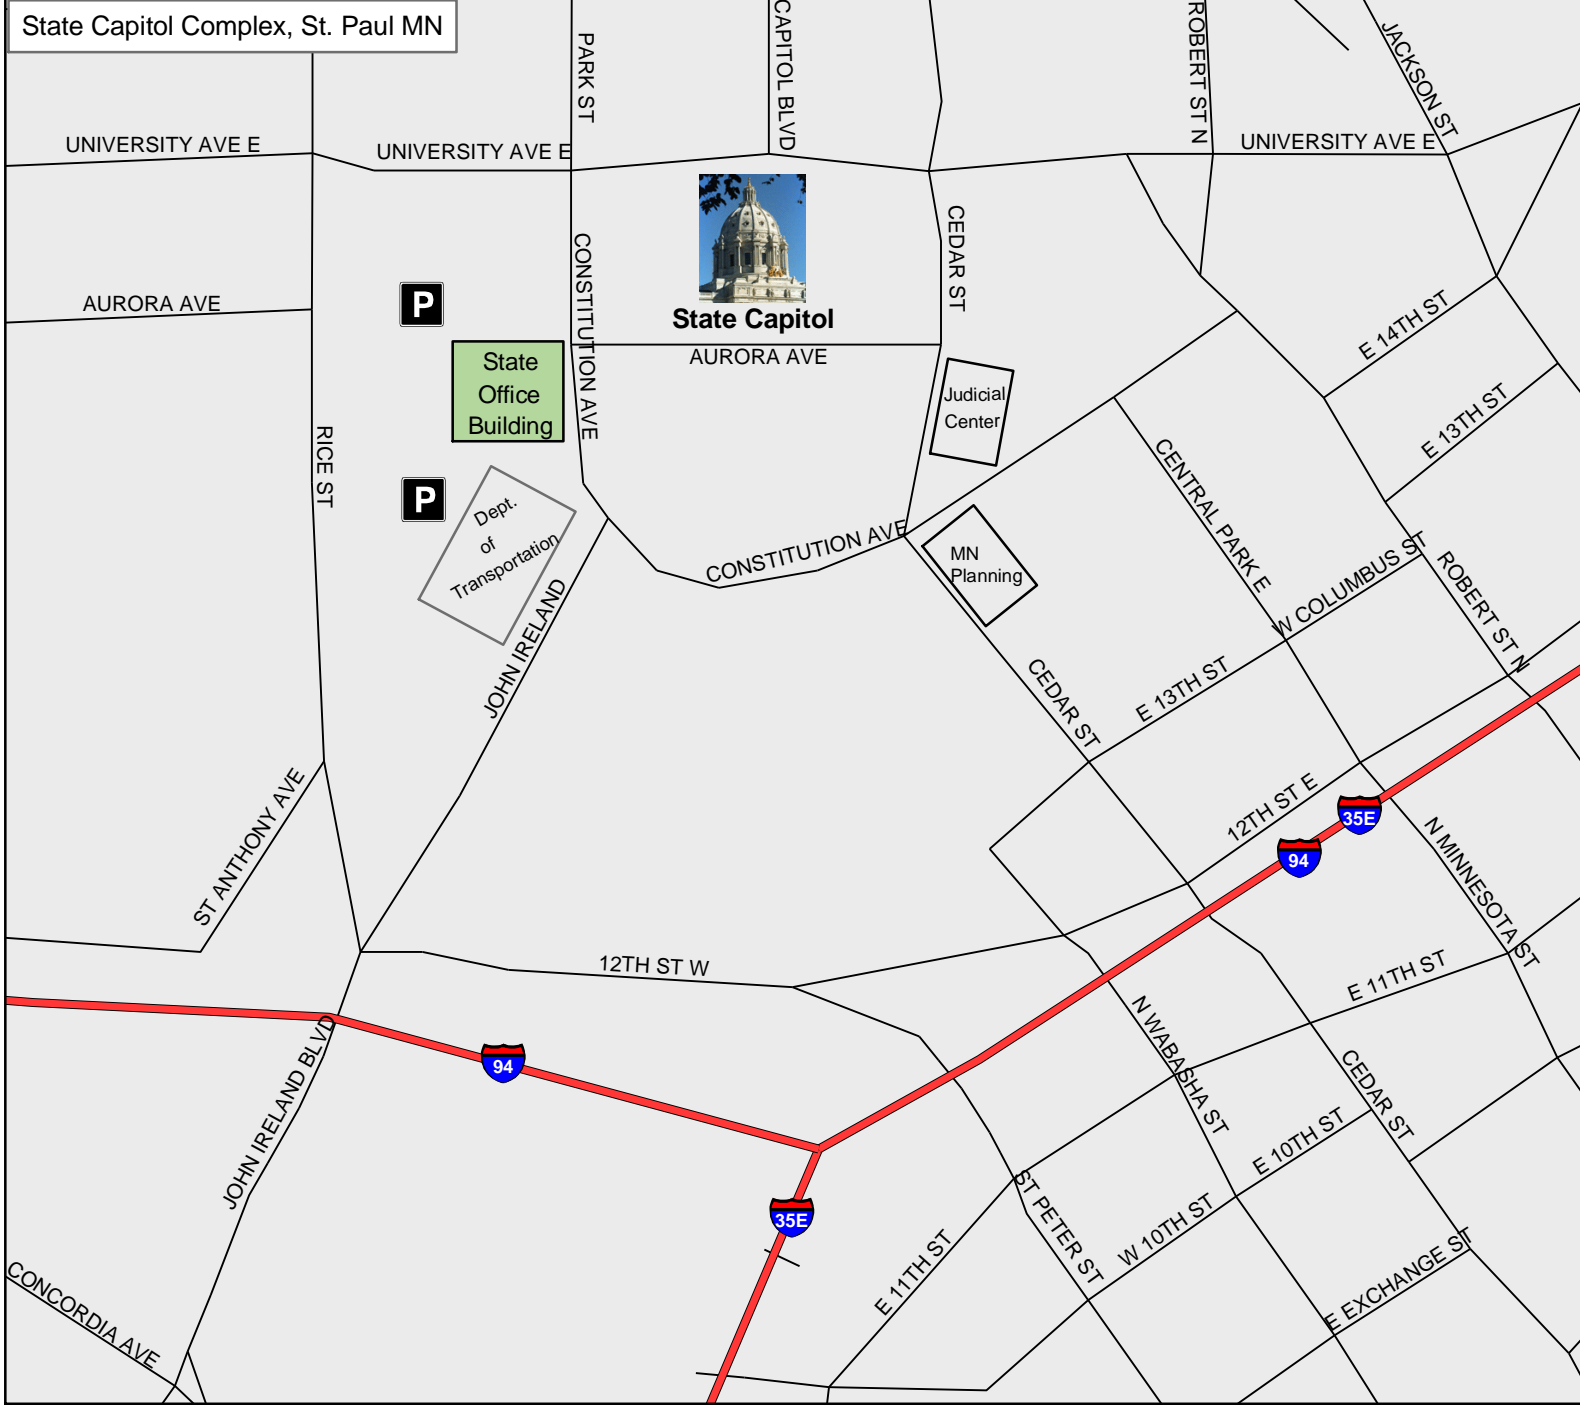 State Capitol Complex, St. Paul MN
PARK ST
CAPITOL BLVD
ROBERT ST N
JACKSON ST
UNIVERSITY AVE E
UNIVERSITY AVE E
UNIVERSITY AVE E
CONSTITUTION AVE
CEDAR ST
AURORA AVE
P
State Capitol
AURORA AVE
E 14TH ST
State
Office
Building
Judicial
Center
E 13TH ST
RICE ST
P
Dept.
of
Transportation
CONSTITUTION AVE
MN
Planning
CENTRAL PARK E
W COLUMBUS ST
ROBERT ST N
JOHN IRELAND
CEDAR ST
E 13TH ST
ST ANTHONY AVE
12TH ST E
35E
94
N MINNESOTA ST
12TH ST W
E 11TH ST
94
JOHN IRELAND BLVD
N WABASHA ST
CEDAR ST
E 10TH ST
35E
ST PETER ST
W 10TH ST
E 11TH ST
E EXCHANGE ST
CONCORDIA AVE